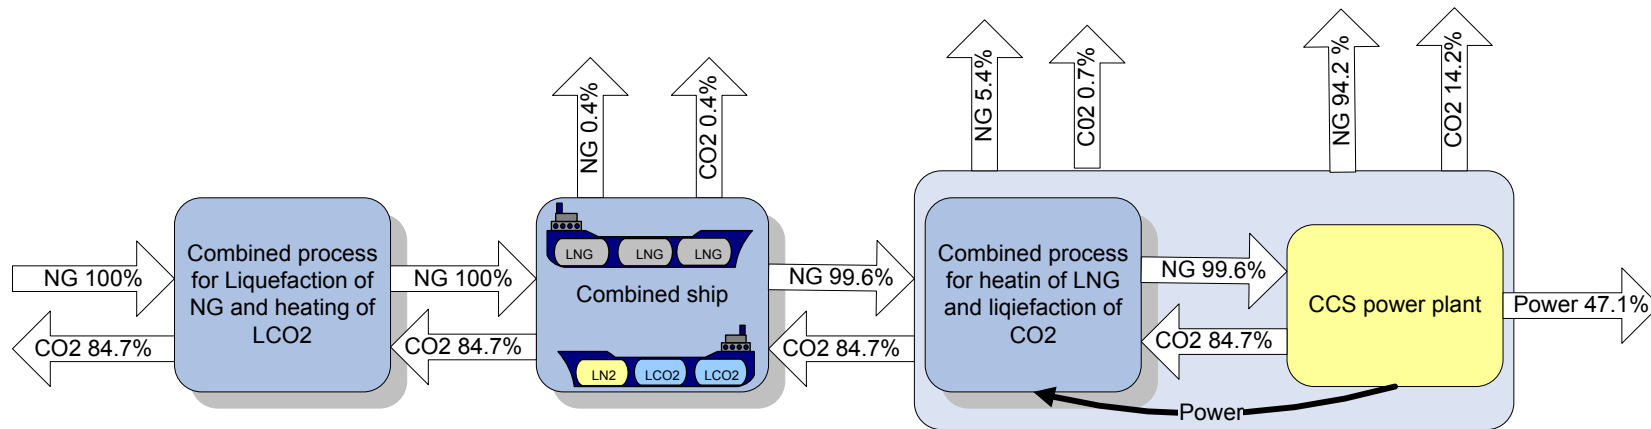 NG 0.4%
CO2 0.4%
NG 5.4%
C02 0.7%
NG 94.2 %
CO2 14.2%
NG 100%
CO2 84.7%
Combined process
for Liquefaction of
NG and heating of
LCO2
NG 100%
CO2 84.7%
LNG
LNG
LNG
Combined ship
LN2
LCO2
LCO2
NG 99.6%
CO2 84.7%
Combined process
for heatin of LNG
and liqiefaction of
CO2
NG 99.6%
CO2 84.7%
CCS power plant
Power
Power 47.1%